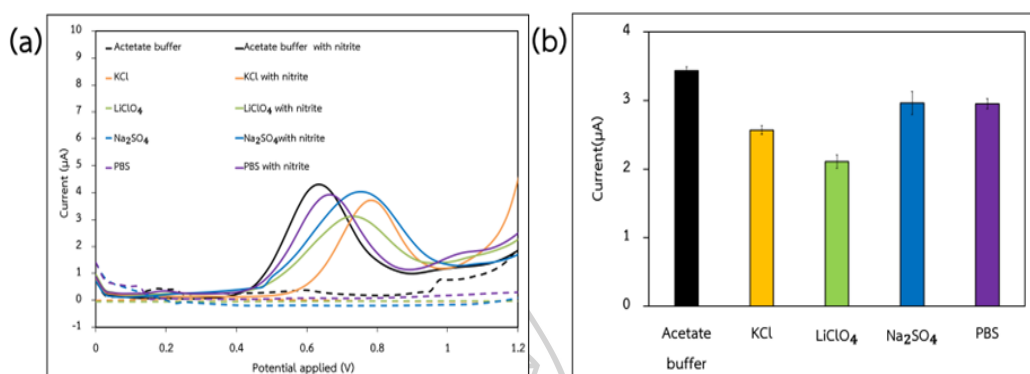 (a)
Current (µA)
10
9
8
7
6
5
4
3
2
1
0
-1
0
0.2
0.4
0.6
0.8
1
1.2
Potential applied (V)
Actetate buffer
Acetate buffer with nitrite
KCl
KCl with nitrite
LiClO₄
LiClO₄ with nitrite
Na₂SO₄
Na₂SO₄with nitrite
PBS
PBS with nitrite
(b)
Current(µA)
4
3
2
1
0
Acetate
buffer
KCl
LiClO₄
Na₂SO₄
PBS